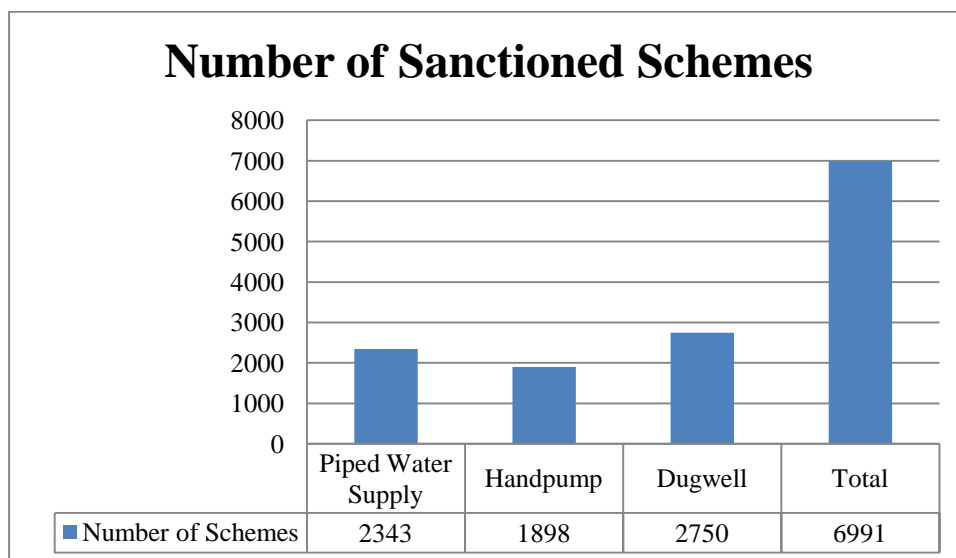 Number of Sanctioned Schemes
8000
7000
6000
5000
4000
3000
2000
1000
0
Piped Water
Supply
Handpump
Dugwell
Total
Number of Schemes 2343 1898 2750 6991